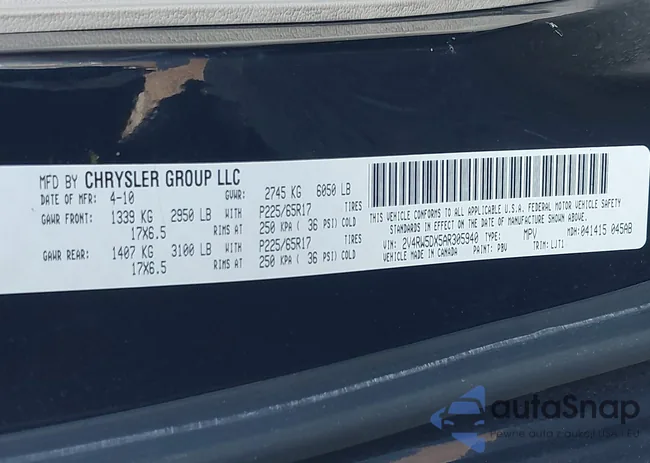 MFD BY CHRYSLER GROUP LLC
DATE OF MFR: 4-10 GVWR: 2745 KG 6050 LB
GAWR FRONT: 1339 KG 2950 LB WITH P225/65R17 TIRES
17X6.5 RIMS AT 250 KPA ( 36 PSI) COLD
GAWR REAR: 1407 KG 3100 LB WITH P225/65R17 TIRES
17X6.5 RIMS AT 250 KPA ( 36 PSI) COLD
THIS VEHICLE CONFORMS TO ALL APPLICABLE U.S.A. FEDERAL MOTOR VEHICLE SAFETY
STANDARDS IN EFFECT ON THE DATE OF MANUFACTURE SHOWN ABOVE.
VIN: 2V4RW5DX5AR305940 TYPE: MPV MDH: 041415 045AB
VEHICLE MADE IN CANADA PAINT: PBV TRIM: LJT1
autaSnap
Pewne auta z aukcji